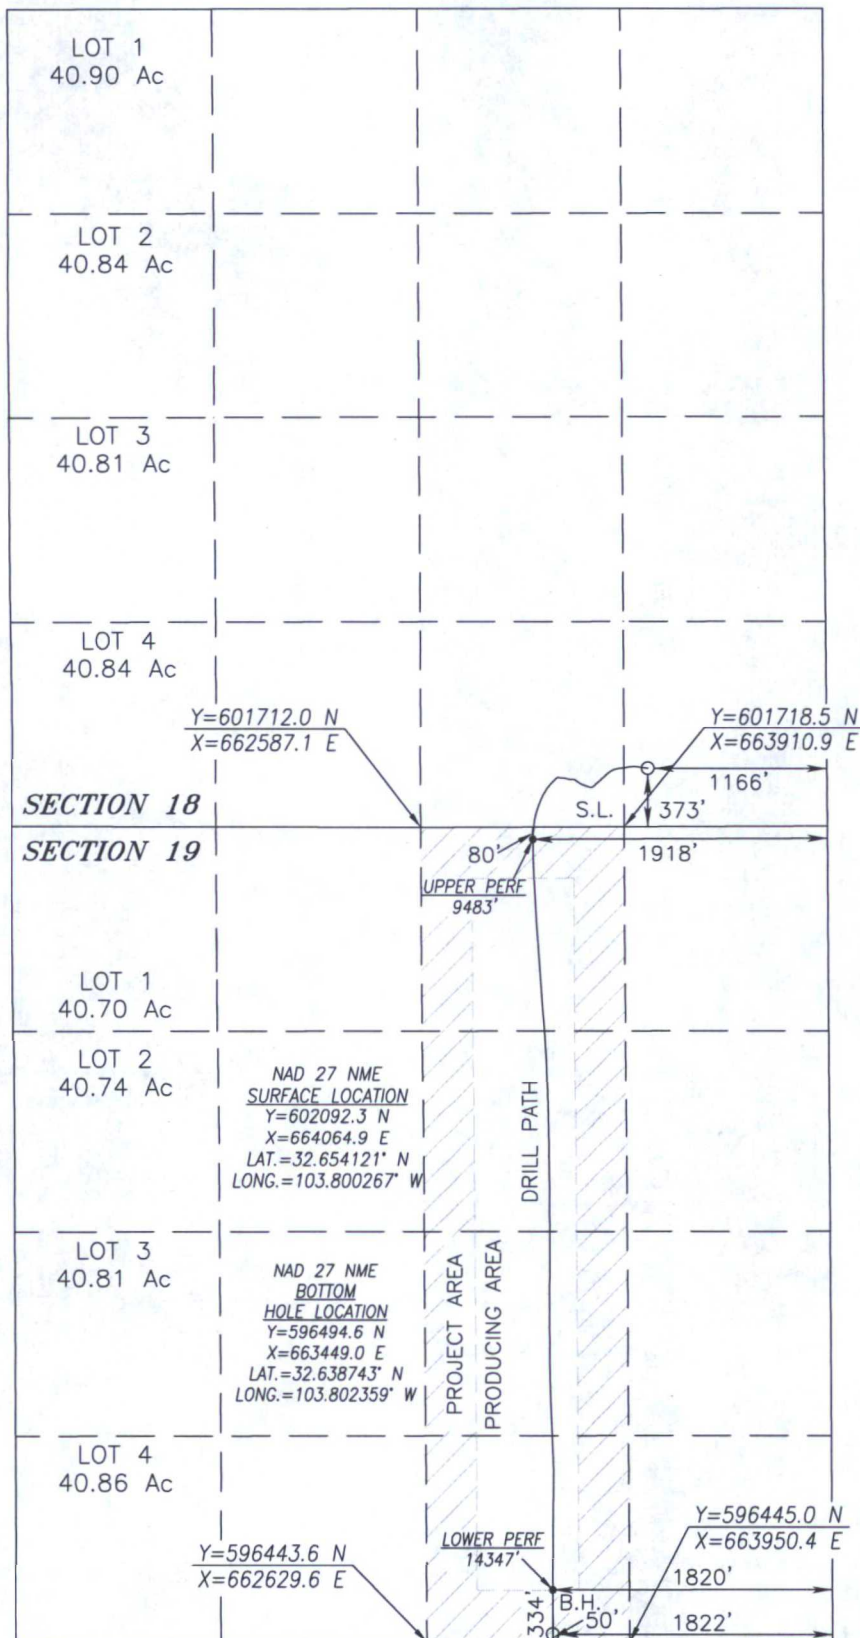 LOT 1
40.90 Ac
LOT 2
40.84 Ac
LOT 3
40.81 Ac
LOT 4
40.84 Ac
Y=601712.0 N
X=662587.1 E
Y=601718.5 N
X=663910.9 E
1166'
SECTION 18
S.L.
373'
SECTION 19
80'
1918'
UPPER PERF
9483'
LOT 1
40.70 Ac
LOT 2
40.74 Ac
NAD 27 NME
SURFACE LOCATION
Y=602092.3 N
X=664064.9 E
LAT.=32.654121° N
LONG.=103.800267° W
DRILL PATH
LOT 3
40.81 Ac
NAD 27 NME
BOTTOM
HOLE LOCATION
Y=596494.6 N
X=663449.0 E
LAT.=32.638743° N
LONG.=103.802359° W
PROJECT AREA
PRODUCING AREA
LOT 4
40.86 Ac
Y=596443.6 N
X=662629.6 E
LOWER PERF
14347'
Y=596445.0 N
X=663950.4 E
1820'
334'
B.H.
50'
1822'